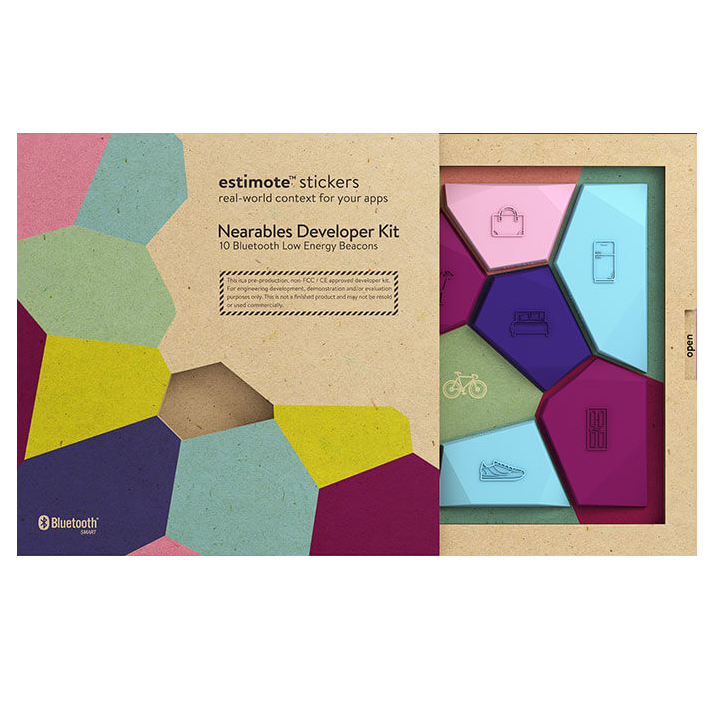 estimote™ stickers
real-world context for your apps
Nearables Developer Kit
10 Bluetooth Low Energy Beacons
This is a pre-production, non-FCC / CE approved developer kit.
For engineering development, demonstration and/or evaluation
purposes only. This is not a finished product and may not be resold
or used commercially.
open
Bluetooth®
SMART